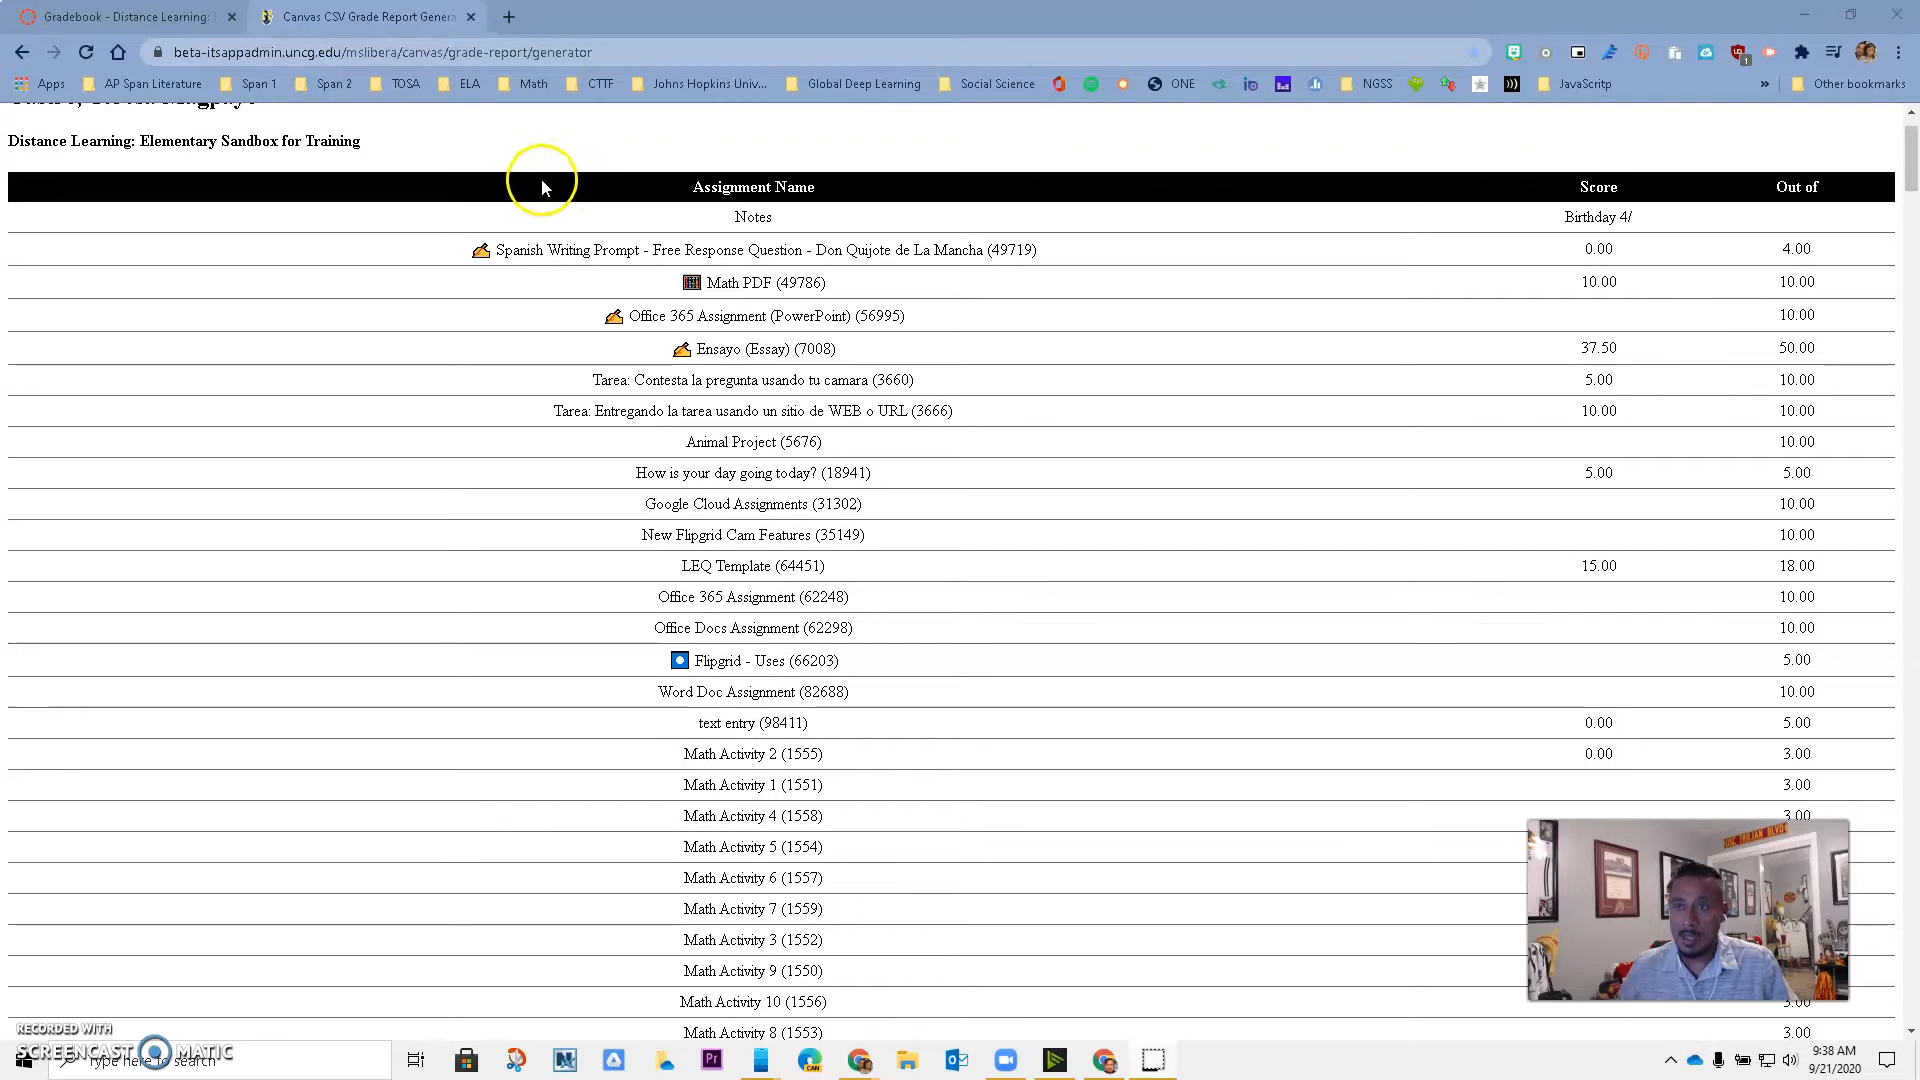 Gradebook - Distance Learning:
Canvas CSV Grade Report Genera
beta-itsappadmin.uncg.edu/mslibera/canvas/grade-report/generator
Apps AP Span Literature Span 1 Span 2 TOSA ELA Math CTTF Johns Hopkins Univ... Global Deep Learning Social Science ONE NGSS JavaScritp » Other bookmarks
Distance Learning: Elementary Sandbox for Training
Assignment Name Score Out of
Notes Birthday 4/
Spanish Writing Prompt - Free Response Question - Don Quijote de La Mancha (49719) 0.00 4.00
Math PDF (49786) 10.00 10.00
Office 365 Assignment (PowerPoint) (56995) 10.00
Ensayo (Essay) (7008) 37.50 50.00
Tarea: Contesta la pregunta usando tu camara (3660) 5.00 10.00
Tarea: Entregando la tarea usando un sitio de WEB o URL (3666) 10.00 10.00
Animal Project (5676) 10.00
How is your day going today? (18941) 5.00 5.00
Google Cloud Assignments (31302) 10.00
New Flipgrid Cam Features (35149) 10.00
LEQ Template (64451) 15.00 18.00
Office 365 Assignment (62248) 10.00
Office Docs Assignment (62298) 10.00
Flipgrid - Uses (66203) 5.00
Word Doc Assignment (82688) 10.00
text entry (98411) 0.00 5.00
Math Activity 2 (1555) 0.00 3.00
Math Activity 1 (1551) 3.00
Math Activity 4 (1558) 3.00
Math Activity 5 (1554)
Math Activity 6 (1557)
Math Activity 7 (1559)
Math Activity 3 (1552)
Math Activity 9 (1550)
Math Activity 10 (1556) 3.00
Math Activity 8 (1553) 3.00
USC TROJAN BLVD
RECORDED WITH
SCREENCAST MATIC
Type here to search
9:38 AM
9/21/2020